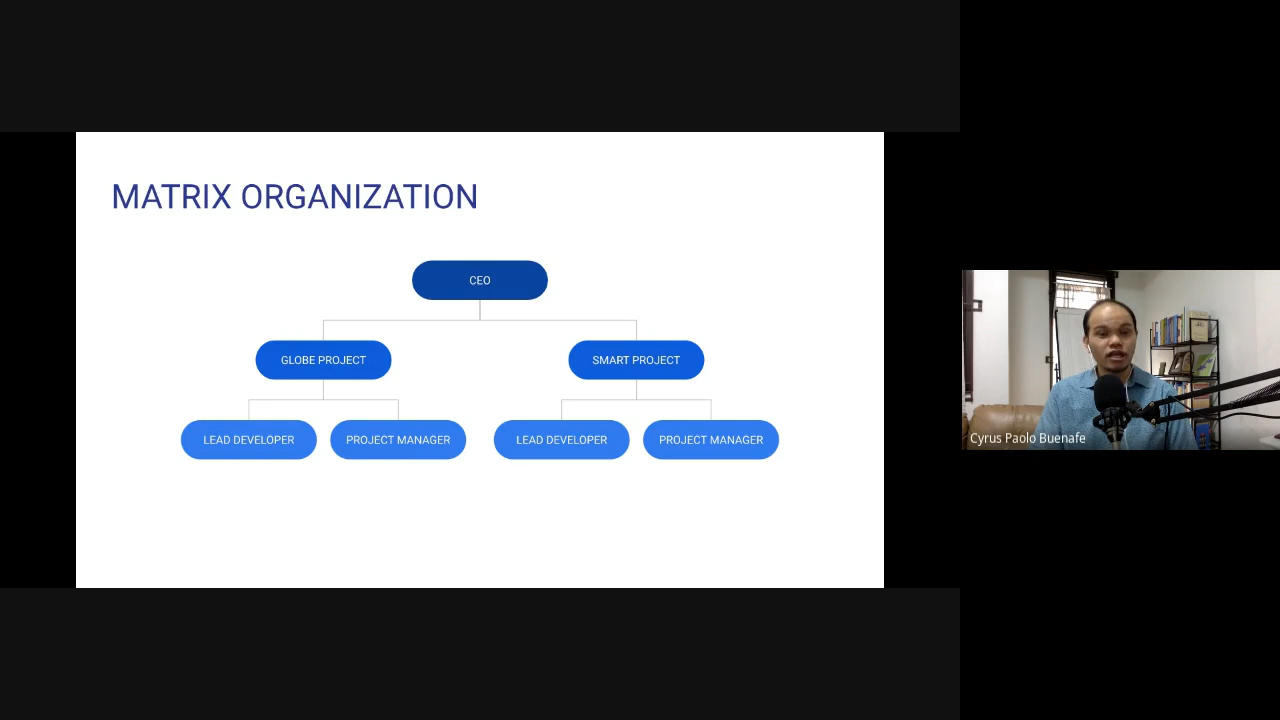 MATRIX ORGANIZATION
CEO
GLOBE PROJECT
SMART PROJECT
LEAD DEVELOPER
PROJECT MANAGER
LEAD DEVELOPER
PROJECT MANAGER
Cyrus Paolo Buenafe